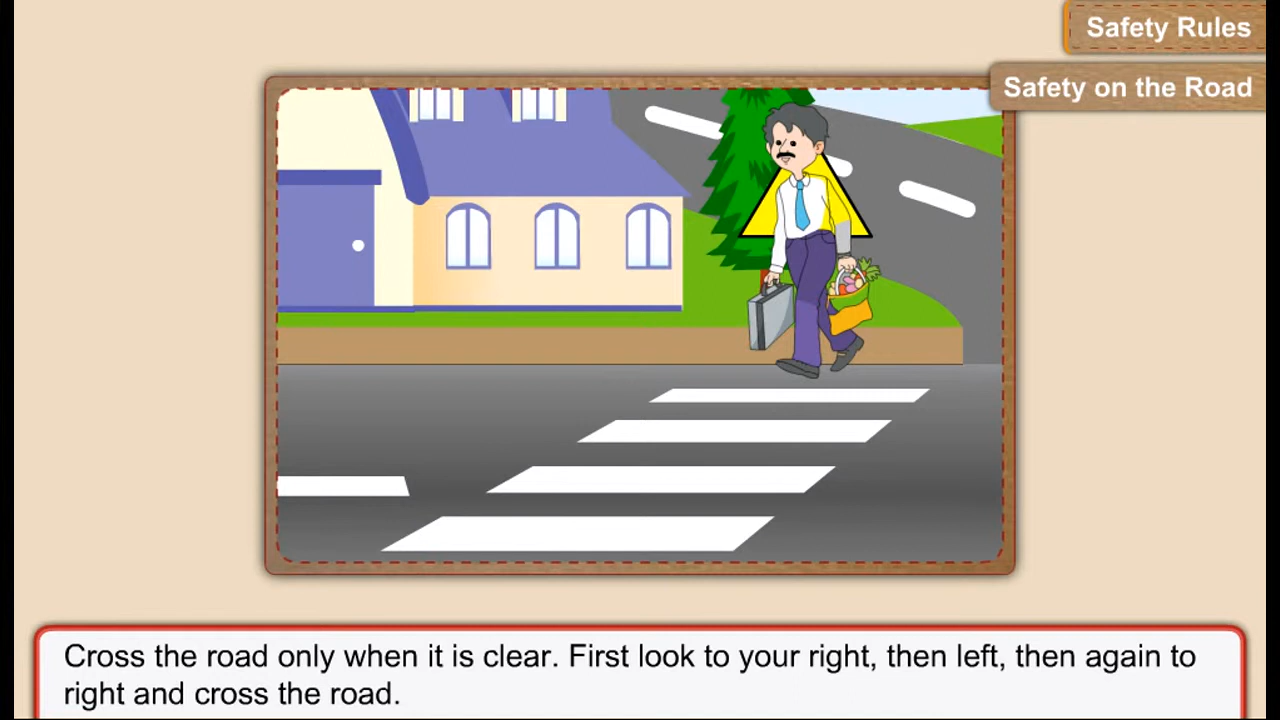 Safety Rules
Safety on the Road
Cross the road only when it is clear. First look to your right, then left, then again to
right and cross the road.